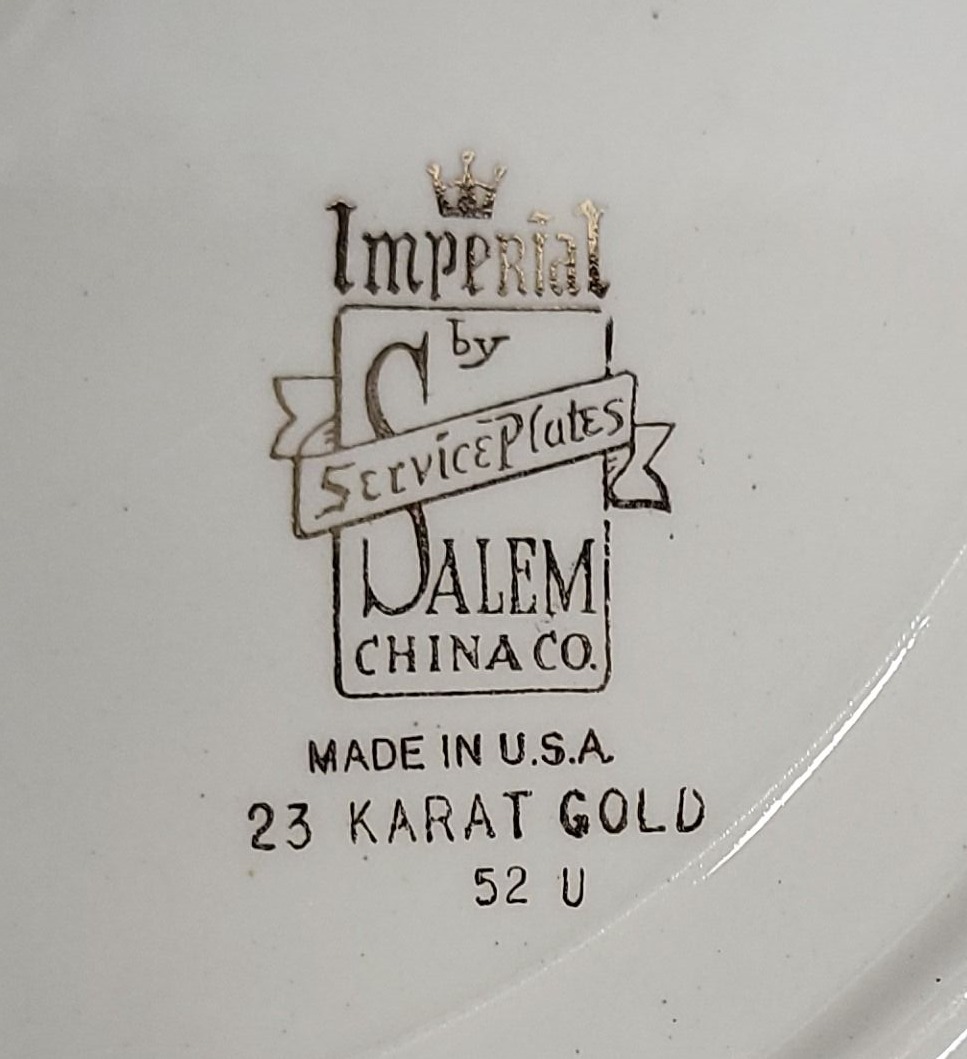 Imperial
by
Service Plates
SALEM
CHINA CO.
MADE IN U.S.A.
23 KARAT GOLD
52 U